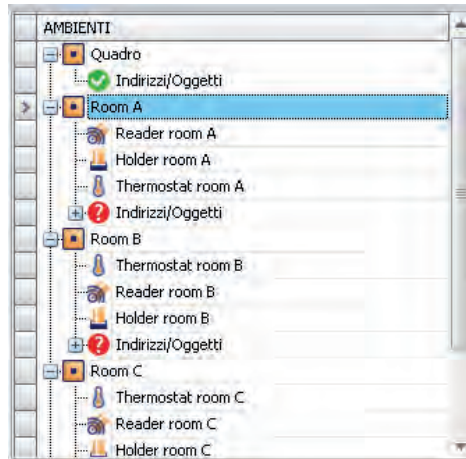 AMBIENTI
Quadro
Indirizzi/Oggetti
Room A
Reader room A
Holder room A
Thermostat room A
Indirizzi/Oggetti
Room B
Thermostat room B
Reader room B
Holder room B
Indirizzi/Oggetti
Room C
Thermostat room C
Reader room C
Holder room C